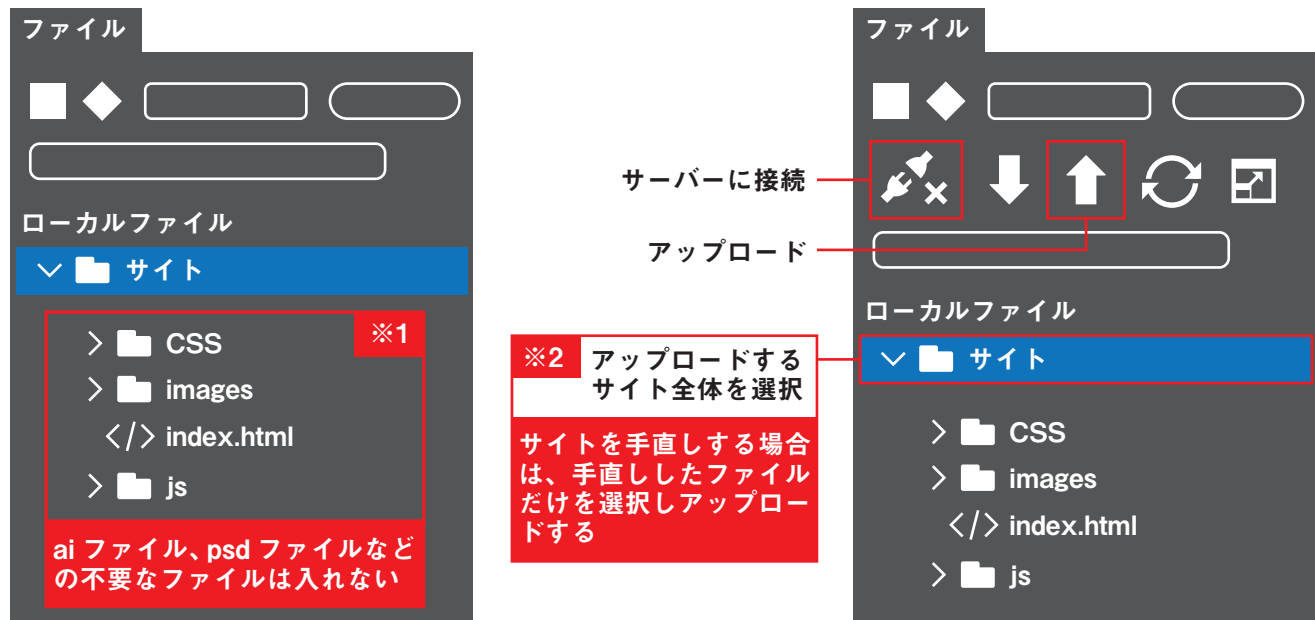 ファイル
ローカルファイル
サイト
※1
CSS
images
</> index.html
js
ai ファイル、psd ファイルなど
の不要なファイルは入れない
サーバーに接続
アップロード
※2 アップロードする
サイト全体を選択
サイトを手直しする場合
は、手直ししたファイル
だけを選択しアップロー
ドする
ファイル
ローカルファイル
サイト
CSS
images
</> index.html
js